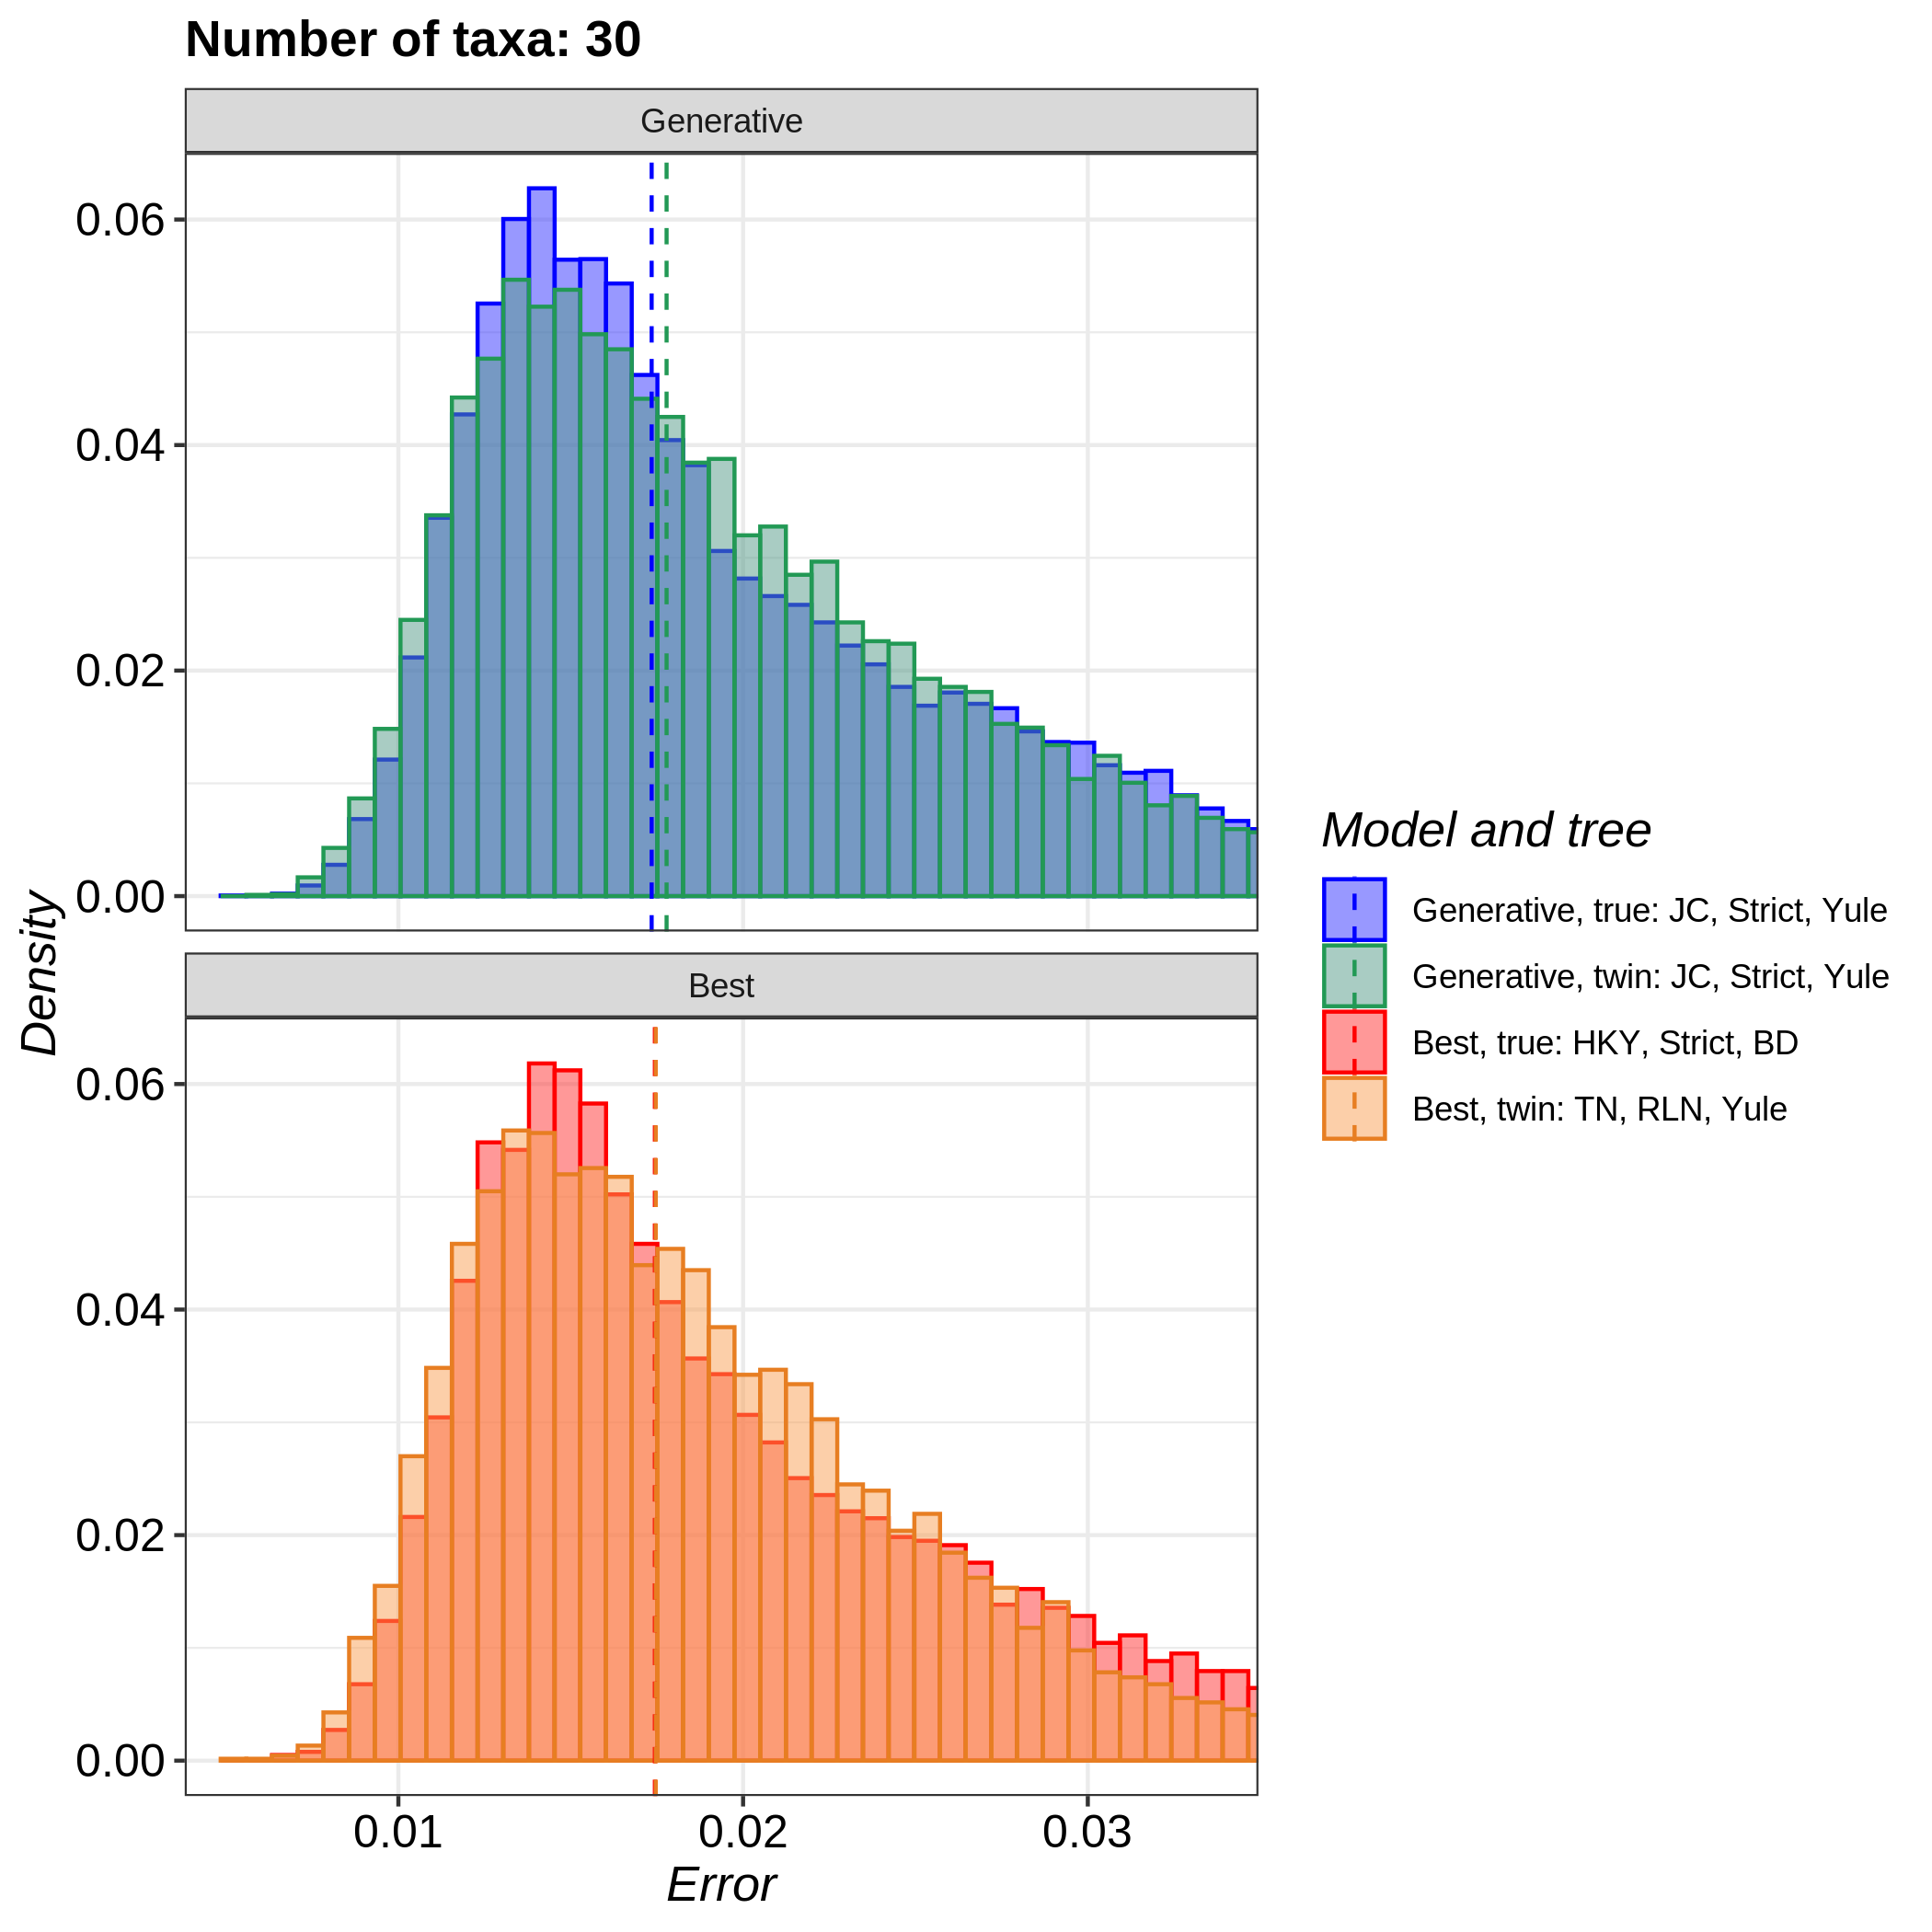 Number of taxa: 30
Generative
0.06
0.04
0.02
0.00
Density
Best
0.06
0.04
0.02
0.00
0.01 0.02 0.03
Error
Model and tree
Generative, true: JC, Strict, Yule
Generative, twin: JC, Strict, Yule
Best, true: HKY, Strict, BD
Best, twin: TN, RLN, Yule